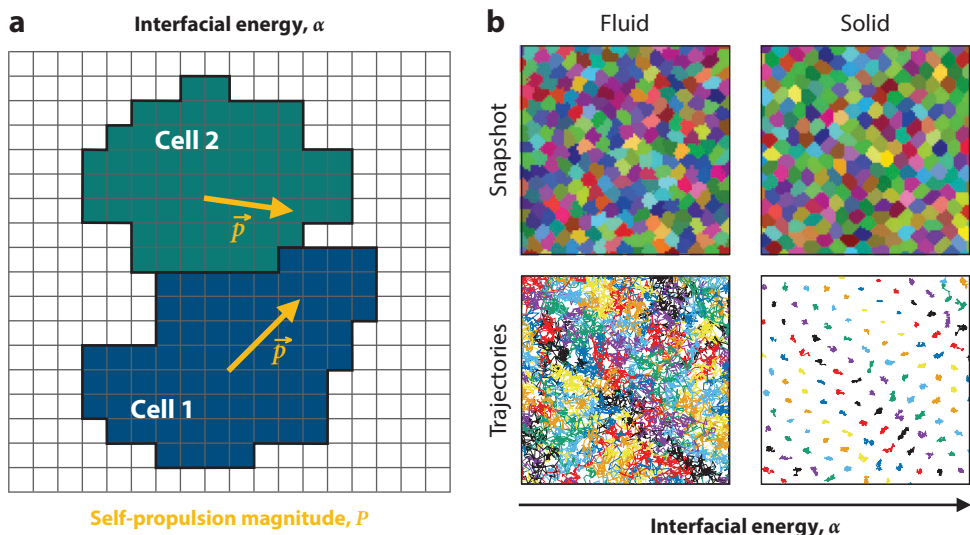 a
Interfacial energy, α
Cell 2
p⃗
p⃗
Cell 1
Self-propulsion magnitude, P
b
Fluid
Solid
Snapshot
Trajectories
Interfacial energy, α